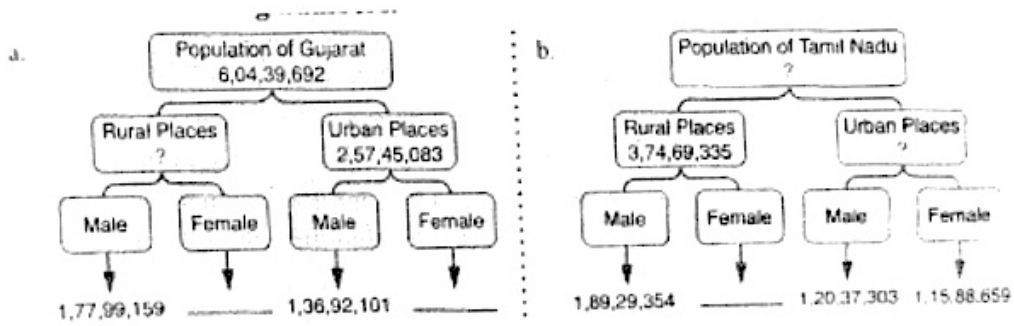 a.
Population of Gujarat
6,04,39,692
Rural Places
?
Urban Places
2,57,45,083
Male
Female
Male
Female
1,77,99,159
1,36,92,101
b.
Population of Tamil Nadu
?
Rural Places
3,74,69,335
Urban Places
?
Male
Female
Male
Female
1,89,29,354
1,20,37,303
1,15,88,659